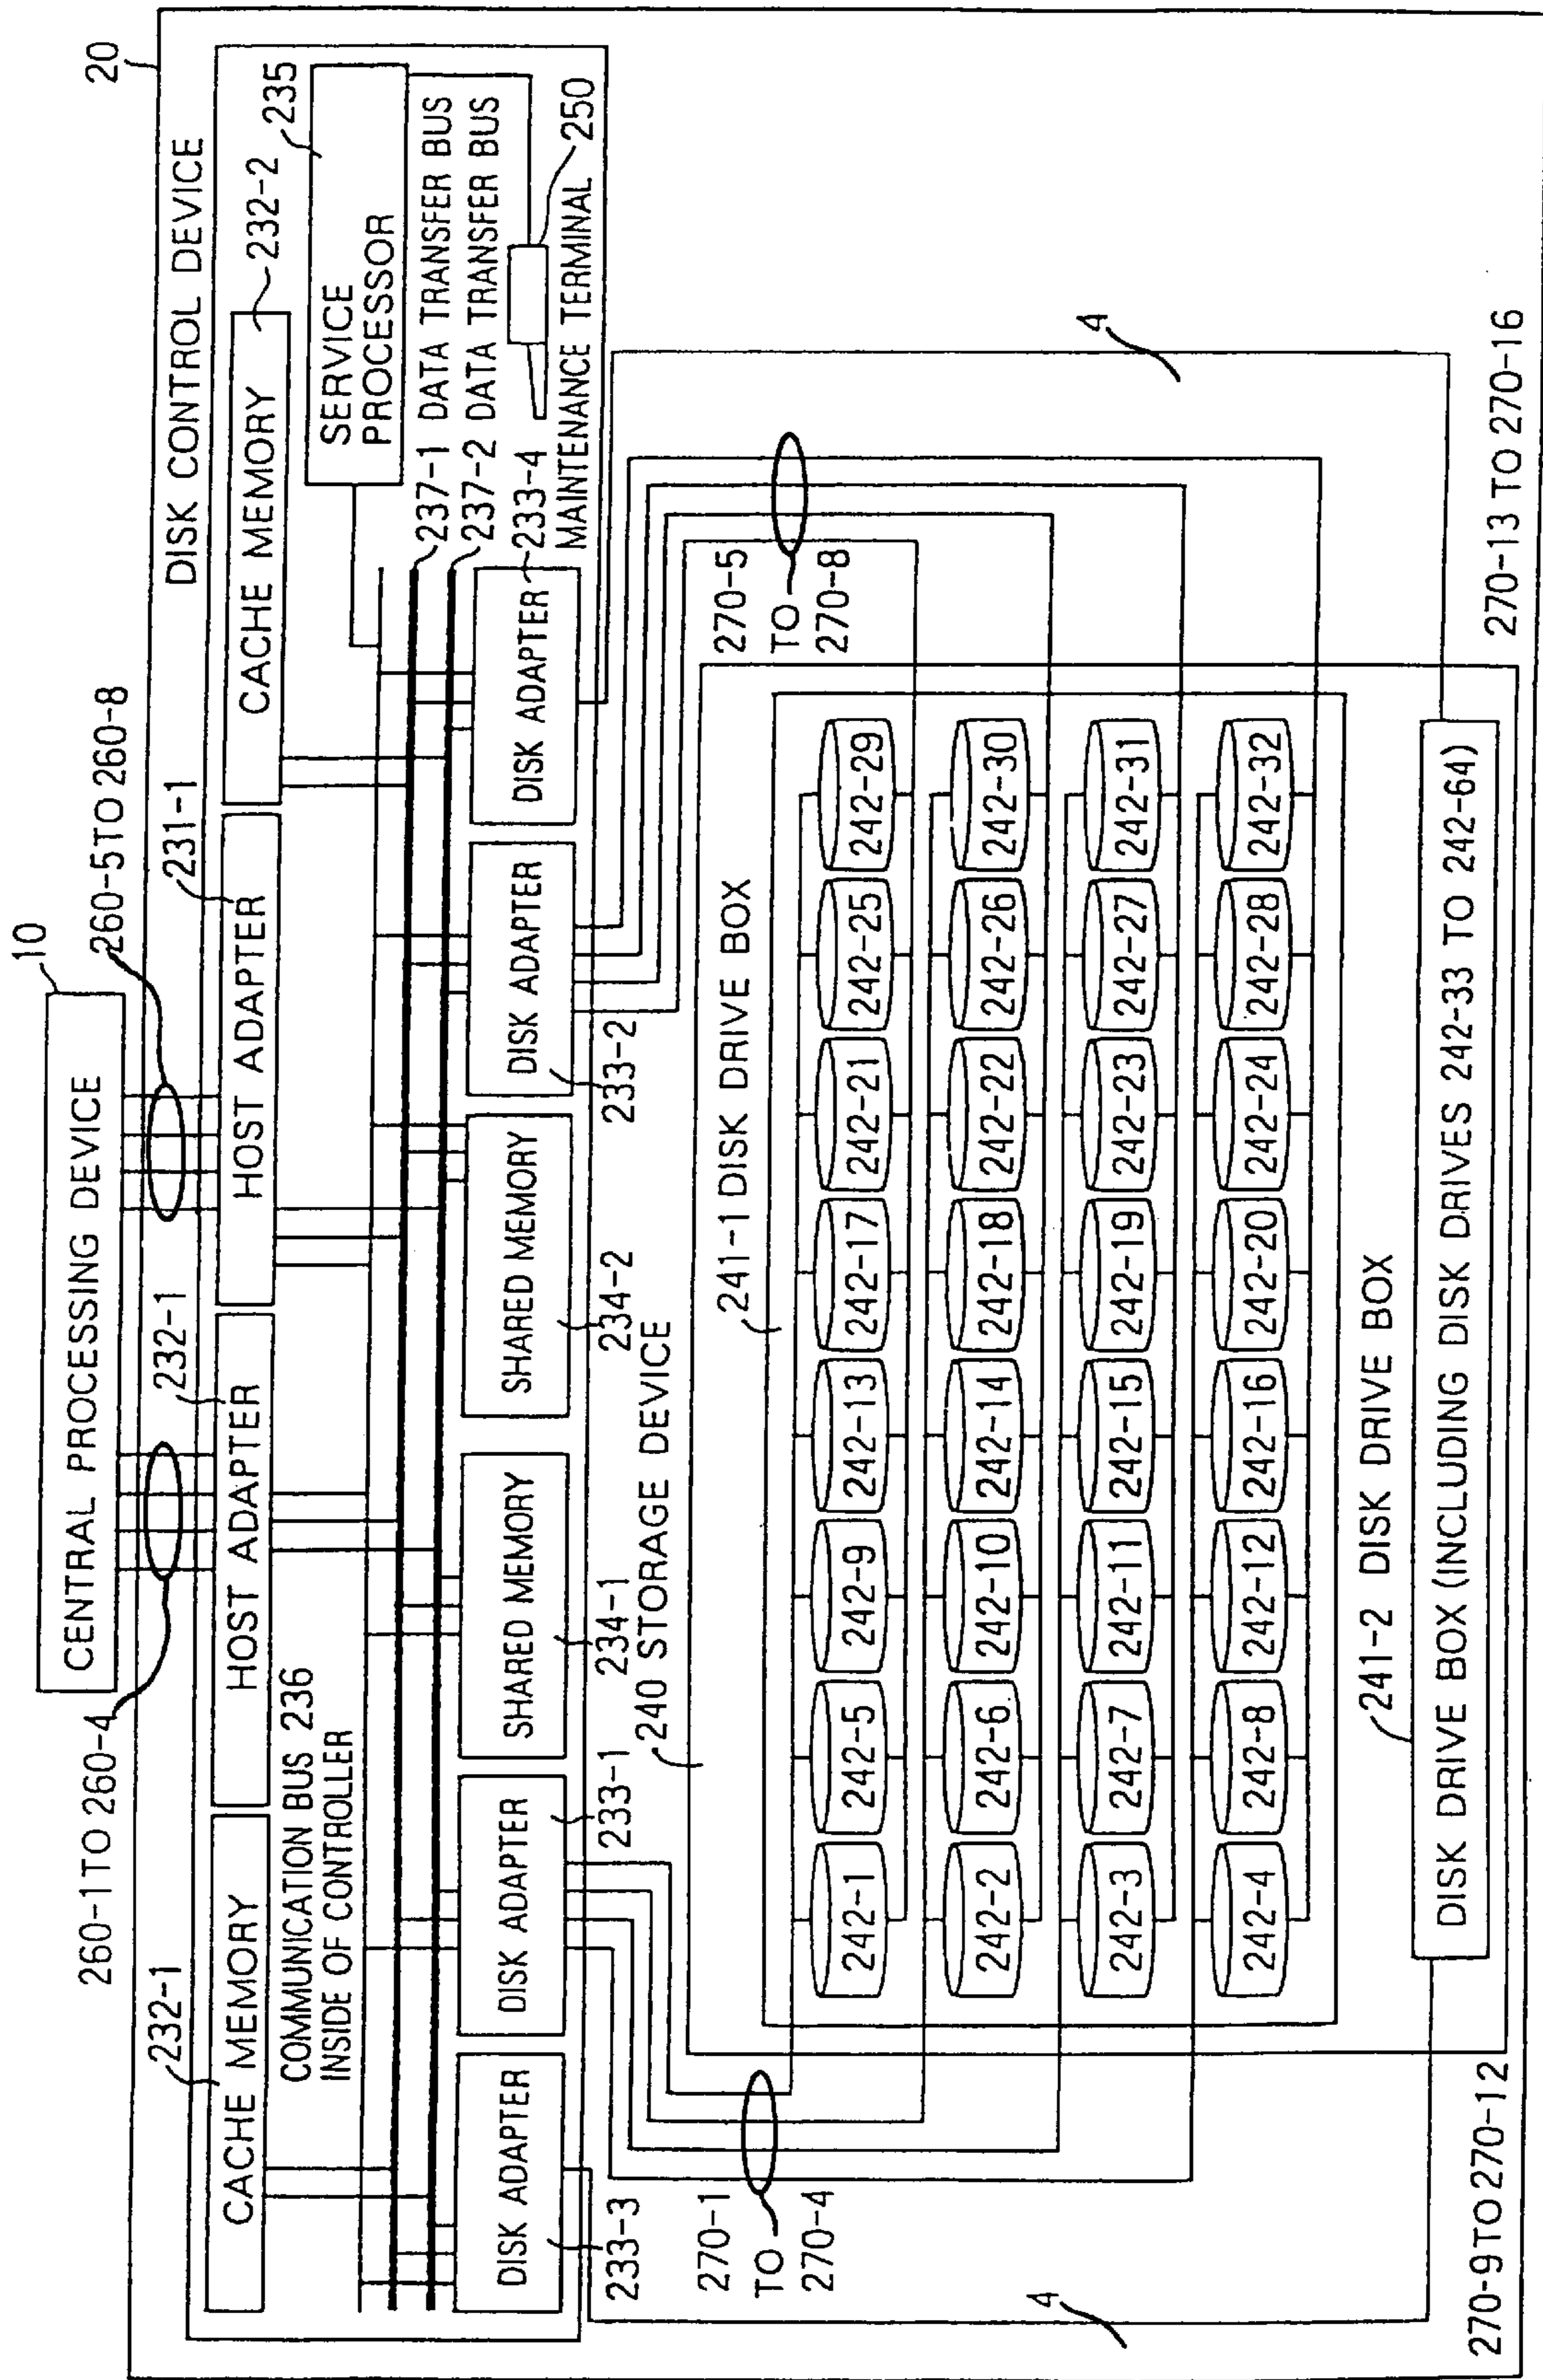 10
CENTRAL PROCESSING DEVICE
20
260-1 TO 260-4
260-5 TO 260-8
DISK CONTROL DEVICE
232-1
232-1
231-1
232-2
235
CACHE MEMORY
HOST ADAPTER
HOST ADAPTER
CACHE MEMORY
SERVICE
PROCESSOR
COMMUNICATION BUS 236
INSIDE OF CONTROLLER
237-1 DATA TRANSFER BUS
237-2 DATA TRANSFER BUS
DISK ADAPTER
DISK ADAPTER
SHARED MEMORY
SHARED MEMORY
DISK ADAPTER
DISK ADAPTER
233-4
250
MAINTENANCE TERMINAL
233-3
233-1
234-1
234-2
233-2
240 STORAGE DEVICE
270-1
TO
270-4
270-5
TO
270-8
241-1 DISK DRIVE BOX
242-1
242-5
242-9
242-13
242-17
242-21
242-25
242-29
242-2
242-6
242-10
242-14
242-18
242-22
242-26
242-30
242-3
242-7
242-11
242-15
242-19
242-23
242-27
242-31
242-4
242-8
242-12
242-16
242-20
242-24
242-28
242-32
4
4
241-2 DISK DRIVE BOX
DISK DRIVE BOX (INCLUDING DISK DRIVES 242-33 TO 242-64)
270-9 TO 270-12
270-13 TO 270-16